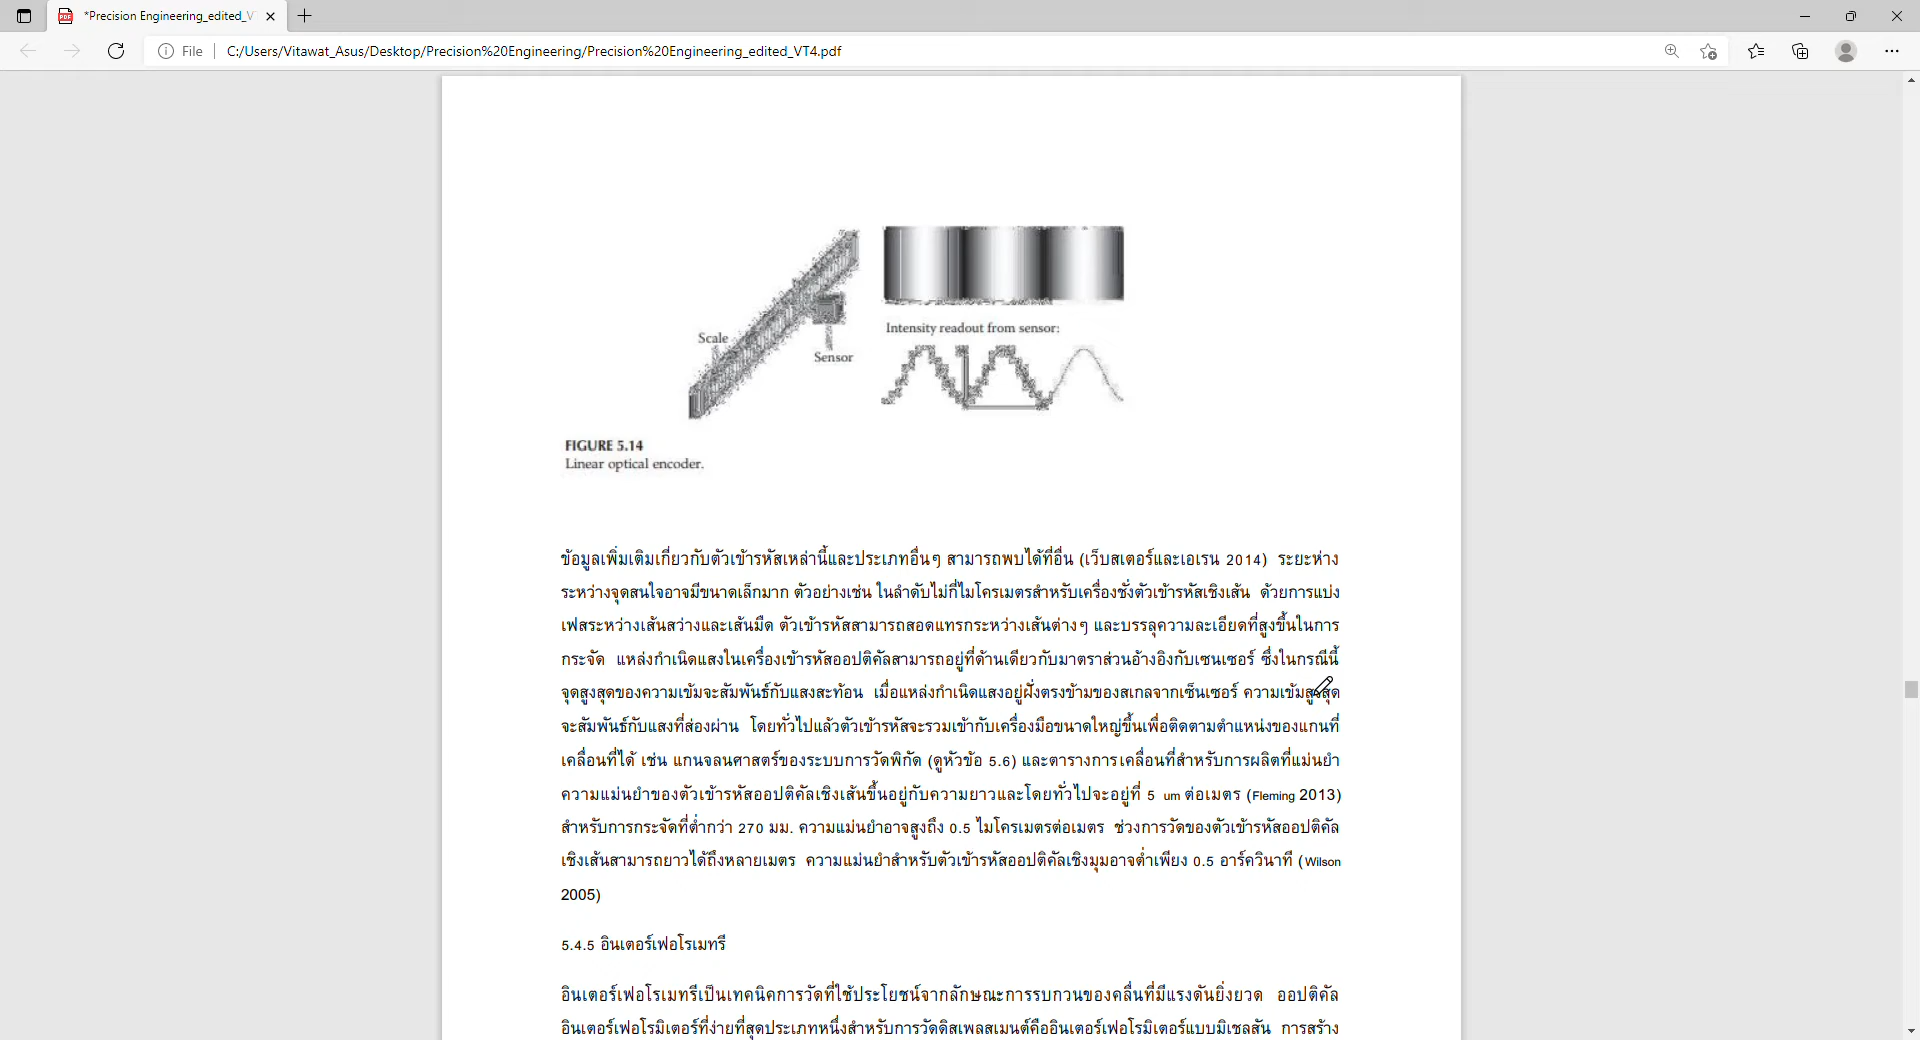 *Precision Engineering_edited_V
File
C:/Users/Vitawat_Asus/Desktop/Precision%20Engineering/Precision%20Engineering_edited_VT4.pdf
Scale
Sensor
Intensity readout from sensor:
FIGURE 5.14
Linear optical encoder.
ข้อมูลเพิ่มเติมเกี่ยวกับตัวเข้ารหัสเหล่านี้และประเภทอื่นๆ สามารถพบได้ที่อื่น (เว็บสเตอร์และเอเรน 2014) ระยะห่าง
ระหว่างจุดสนใจอาจมีขนาดเล็กมาก ตัวอย่างเช่น ในลำดับไม่กี่ไมโครเมตรสำหรับเครื่องชั่งตัวเข้ารหัสเชิงเส้น ด้วยการแบ่ง
เฟสระหว่างเส้นสว่างและเส้นมืด ตัวเข้ารหัสสามารถสอดแทรกระหว่างเส้นต่างๆ และบรรลุความละเอียดที่สูงขึ้นในการ
กระจัด แหล่งกำเนิดแสงในเครื่องเข้ารหัสออปติคัลสามารถอยู่ที่ด้านเดียวกับมาตราส่วนอ้างอิงกับเซนเซอร์ ซึ่งในกรณีนี้
จุดสูงสุดของความเข้มจะสัมพันธ์กับแสงสะท้อน เมื่อแหล่งกำเนิดแสงอยู่ฝั่งตรงข้ามของสเกลจากเซ็นเซอร์ ความเข้มสูงสุด
จะสัมพันธ์กับแสงที่ส่องผ่าน โดยทั่วไปแล้วตัวเข้ารหัสจะรวมเข้ากับเครื่องมือขนาดใหญ่ขึ้นเพื่อติดตามตำแหน่งของแกนที่
เคลื่อนที่ได้ เช่น แกนจลนศาสตร์ของระบบการวัดพิกัด (ดูหัวข้อ 5.6) และตารางการเคลื่อนที่สำหรับการผลิตที่แม่นยำ
ความแม่นยำของตัวเข้ารหัสออปติคัลเชิงเส้นขึ้นอยู่กับความยาวและโดยทั่วไปจะอยู่ที่ 5 um ต่อเมตร (Fleming 2013)
สำหรับการกระจัดที่ต่ำกว่า 270 มม. ความแม่นยำอาจสูงถึง 0.5 ไมโครเมตรต่อเมตร ช่วงการวัดของตัวเข้ารหัสออปติคัล
เชิงเส้นสามารถยาวได้ถึงหลายเมตร ความแม่นยำสำหรับตัวเข้ารหัสออปติคัลเชิงมุมอาจต่ำเพียง 0.5 อาร์ควินาที (Wilson
2005)
5.4.5 อินเตอร์เฟอโรเมทรี
อินเตอร์เฟอโรเมทรีเป็นเทคนิคการวัดที่ใช้ประโยชน์จากลักษณะการรบกวนของคลื่นที่มีแรงดันยิ่งยวด ออปติคัล
อินเตอร์เฟอโรมิเตอร์ที่ง่ายที่สุดประเภทหนึ่งสำหรับการวัดดิสเพลสเมนต์คืออินเตอร์เฟอโรมิเตอร์แบบมิเชลสัน การสร้าง